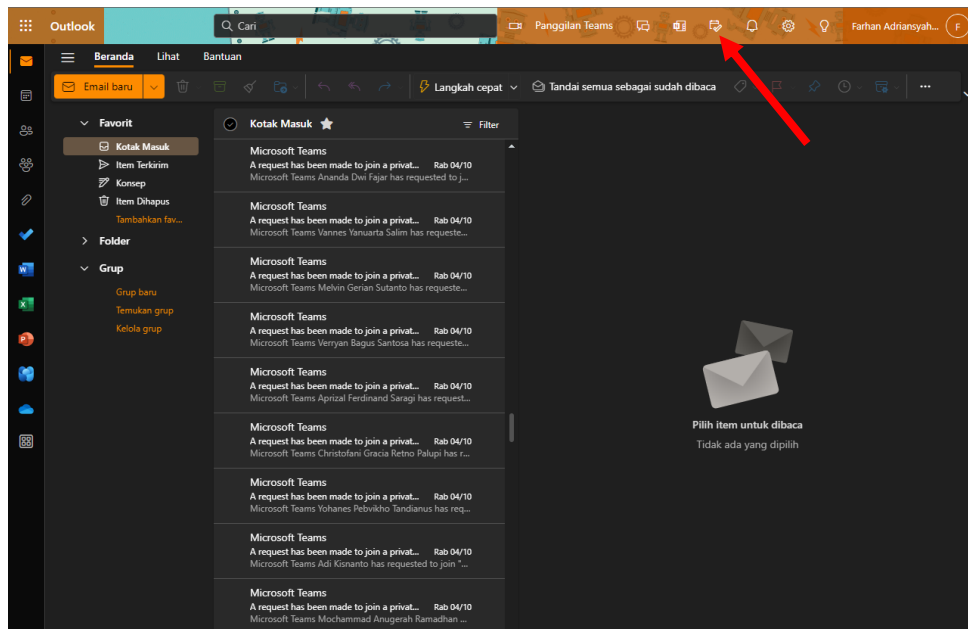 Outlook
Cari
Panggilan Teams
Farhan Adriansyah...
F
Beranda Lihat Bantuan
Email baru
Langkah cepat
Tandai semua sebagai sudah dibaca
Favorit
Kotak Masuk
Item Terkirim
Konsep
Item Dihapus
Tambahkan fav...
Folder
Grup
Grup baru
Temukan grup
Kelola grup
Kotak Masuk
Filter
Microsoft Teams
A request has been made to join a privat... Rab 04/10
Microsoft Teams Ananda Dwi Fajar has requested to j...
Microsoft Teams
A request has been made to join a privat... Rab 04/10
Microsoft Teams Vannes Yanuarta Salim has requeste...
Microsoft Teams
A request has been made to join a privat... Rab 04/10
Microsoft Teams Melvin Gerian Sutanto has requeste...
Microsoft Teams
A request has been made to join a privat... Rab 04/10
Microsoft Teams Verryan Bagus Santosa has requeste...
Microsoft Teams
A request has been made to join a privat... Rab 04/10
Microsoft Teams Aprizal Ferdinand Saragi has request...
Microsoft Teams
A request has been made to join a privat... Rab 04/10
Microsoft Teams Christofani Gracia Retno Palupi has r...
Microsoft Teams
A request has been made to join a privat... Rab 04/10
Microsoft Teams Yohanes Pebvikho Tandianus has req...
Microsoft Teams
A request has been made to join a privat... Rab 04/10
Microsoft Teams Adi Kisnanto has requested to join "...
Microsoft Teams
A request has been made to join a privat... Rab 04/10
Microsoft Teams Mochammad Anugerah Ramadhan ...
Pilih item untuk dibaca
Tidak ada yang dipilih